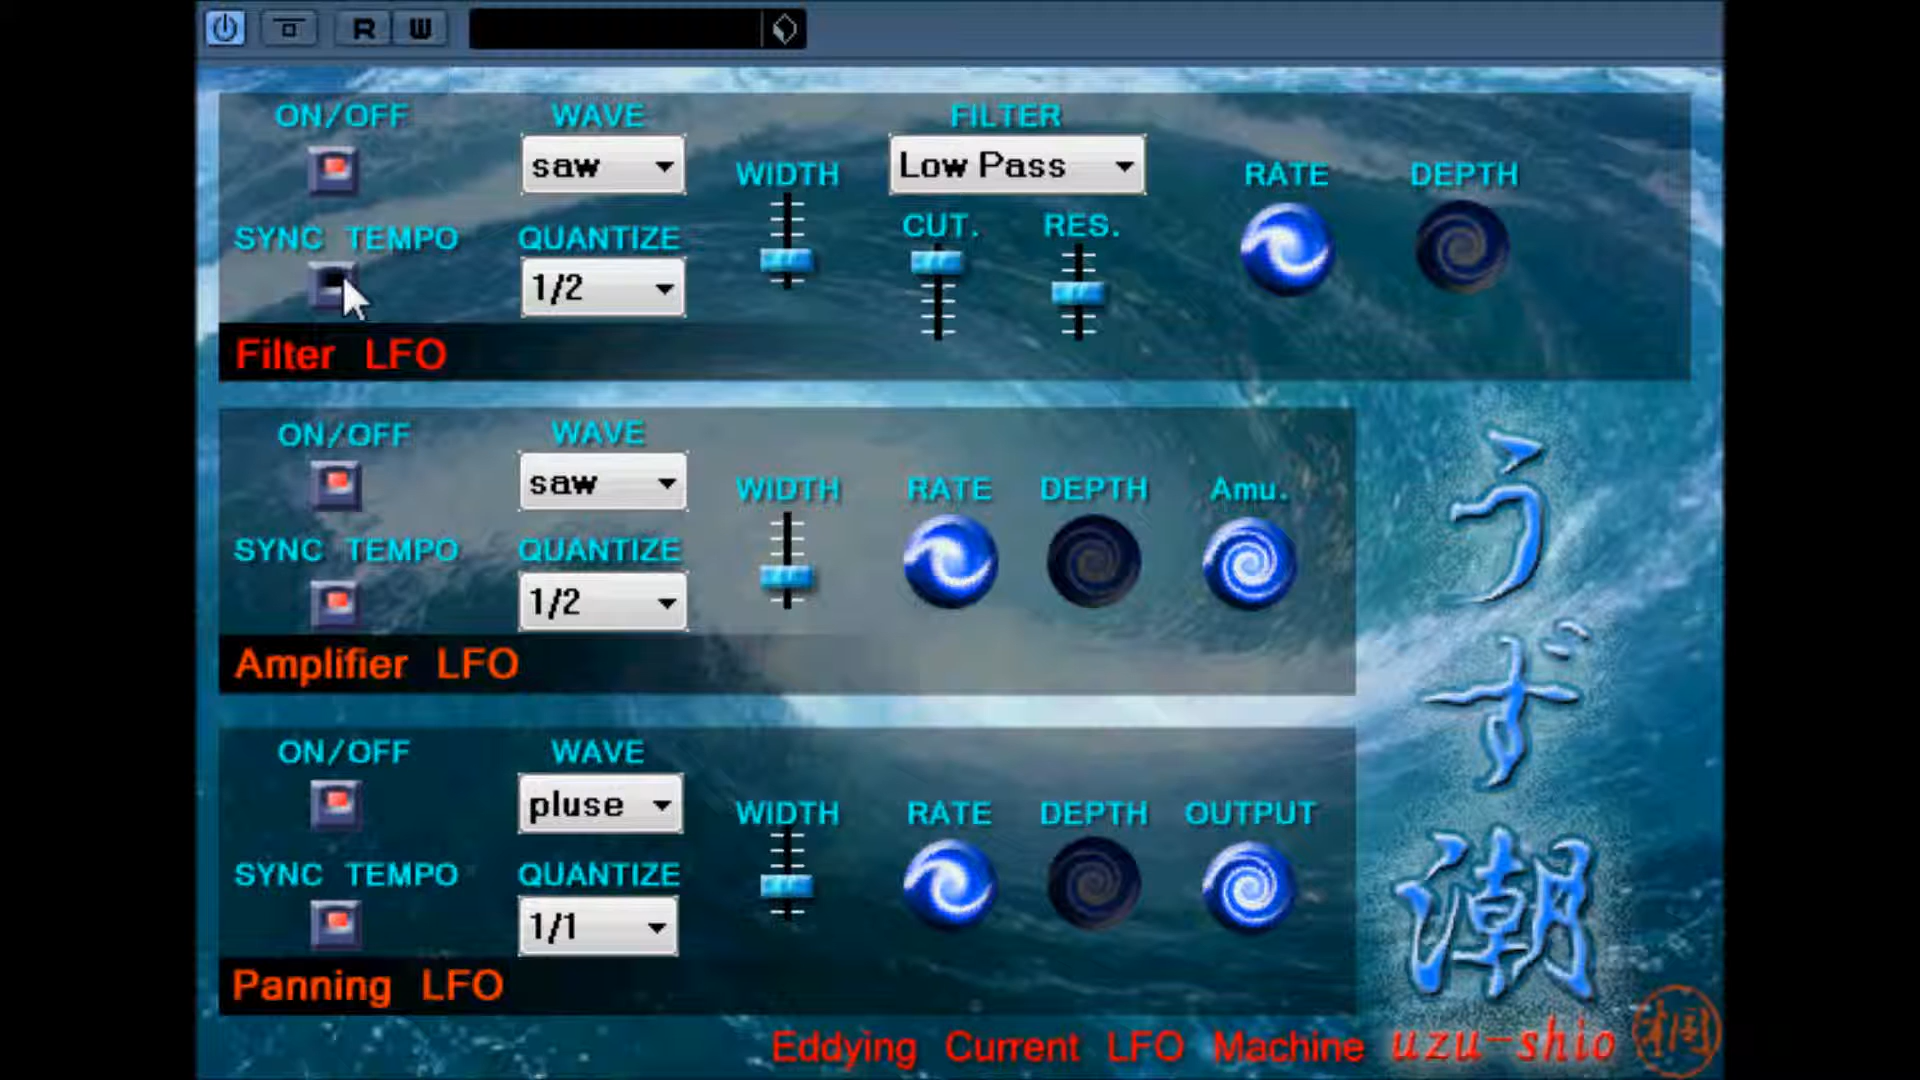 R W
ON/OFF WAVE FILTER
saw Low Pass
WIDTH RATE DEPTH
CUT. RES.
SYNC TEMPO QUANTIZE
1/2
Filter LFO
ON/OFF WAVE
saw
WIDTH RATE DEPTH Amu.
SYNC TEMPO QUANTIZE
1/2
Amplifier LFO
ON/OFF WAVE
pluse
WIDTH RATE DEPTH OUTPUT
SYNC TEMPO QUANTIZE
1/1
Panning LFO
うず潮
Eddying Current LFO Machine uzu-shio